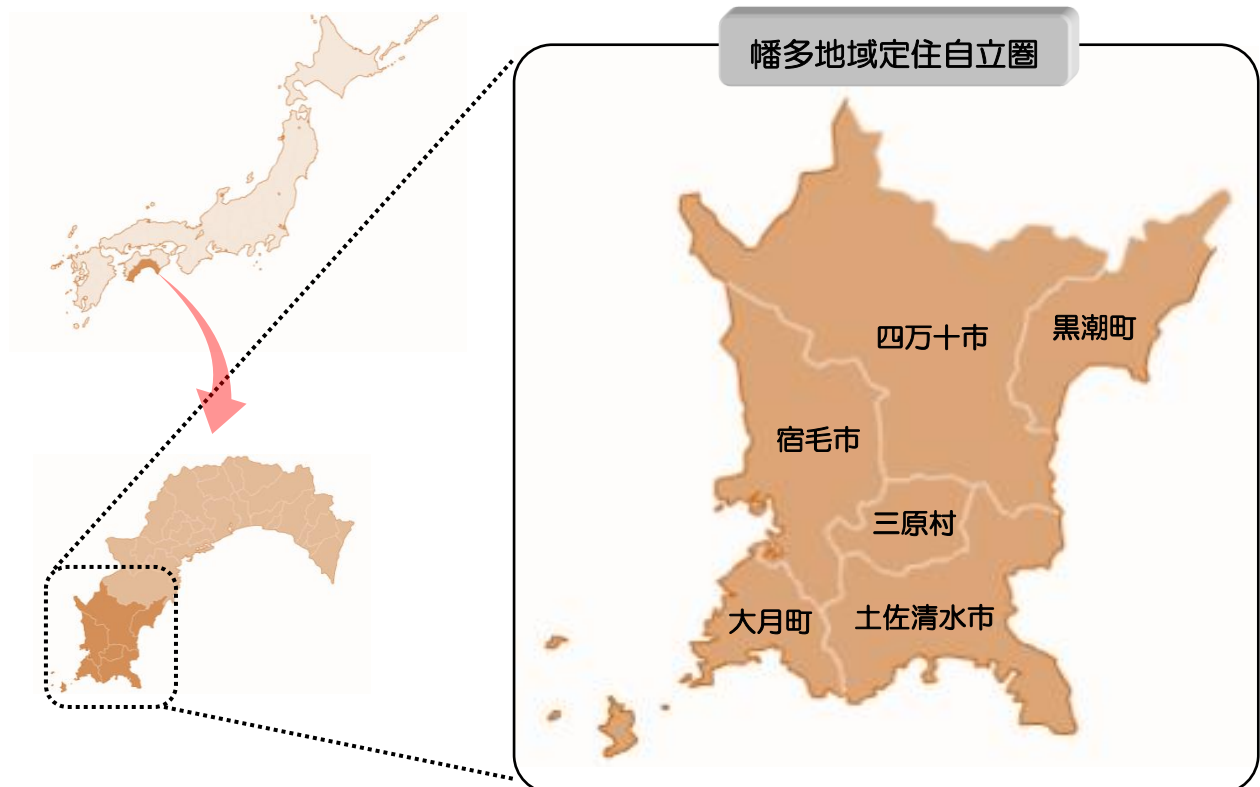 幡多地域定住自立圏
四万十市
黒潮町
宿毛市
三原村
大月町
土佐清水市